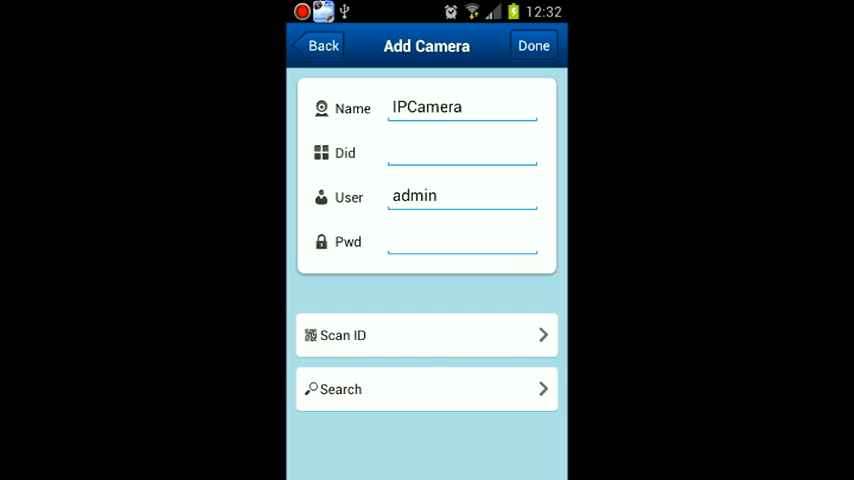 12:32
Back
Add Camera
Done
Name IPCamera
Did
User admin
Pwd
Scan ID
Search